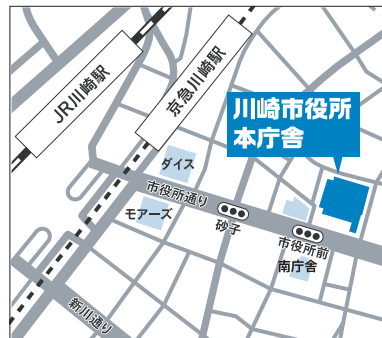 JR川崎駅
京急川崎駅
川崎市役所
本庁舎
ダイス
市役所通り
モアーズ
砂子
市役所前
南庁舎
新川通り